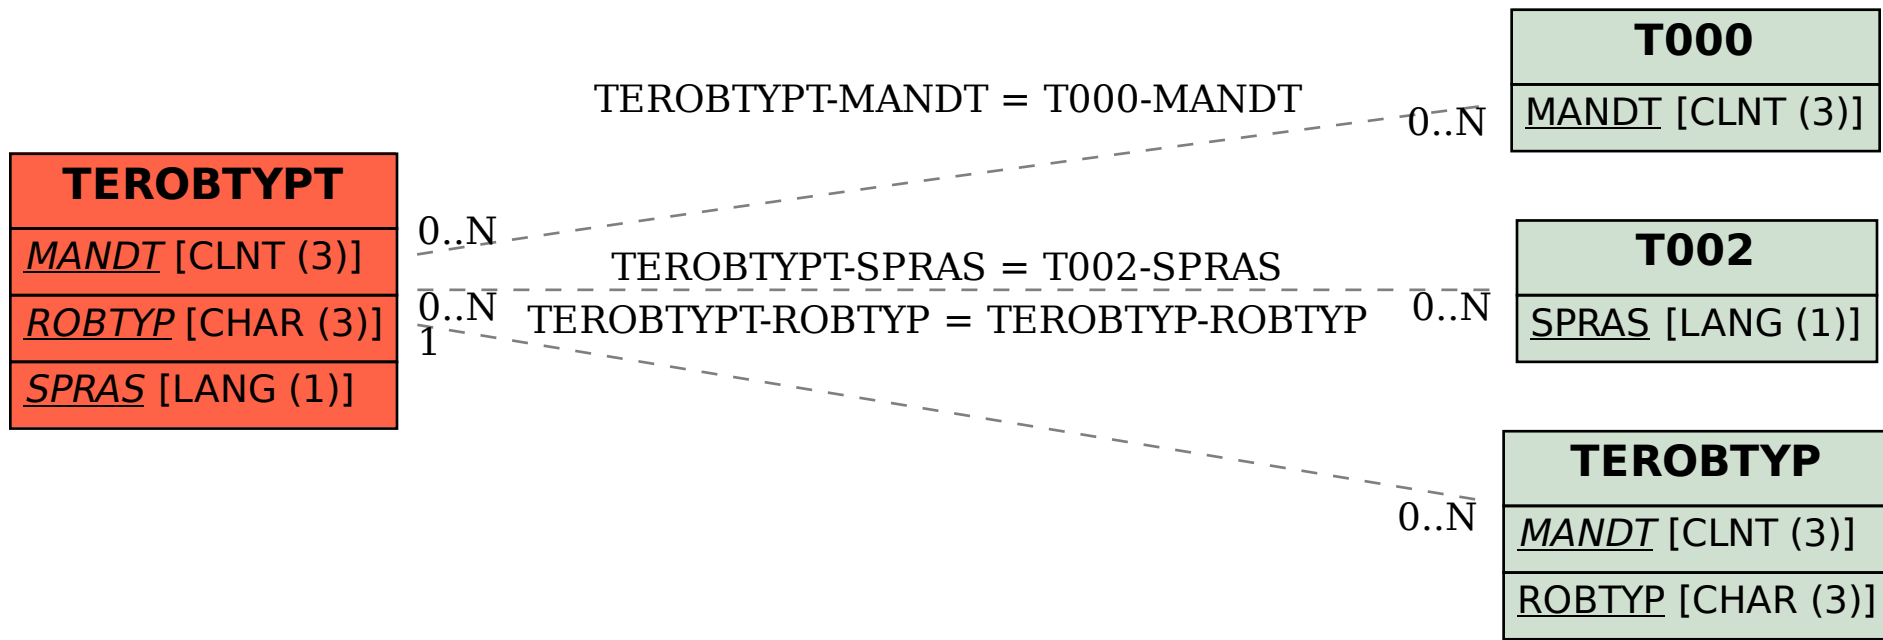 TEROBTYPT
MANDT [CLNT (3)]
ROBTYP [CHAR (3)]
SPRAS [LANG (1)]
TEROBTYPT-MANDT = T000-MANDT
0..N
0..N
TEROBTYPT-SPRAS = T002-SPRAS
0..N
0..N
TEROBTYPT-ROBTYP = TEROBTYP-ROBTYP
1
0..N
T000
MANDT [CLNT (3)]
T002
SPRAS [LANG (1)]
TEROBTYP
MANDT [CLNT (3)]
ROBTYP [CHAR (3)]